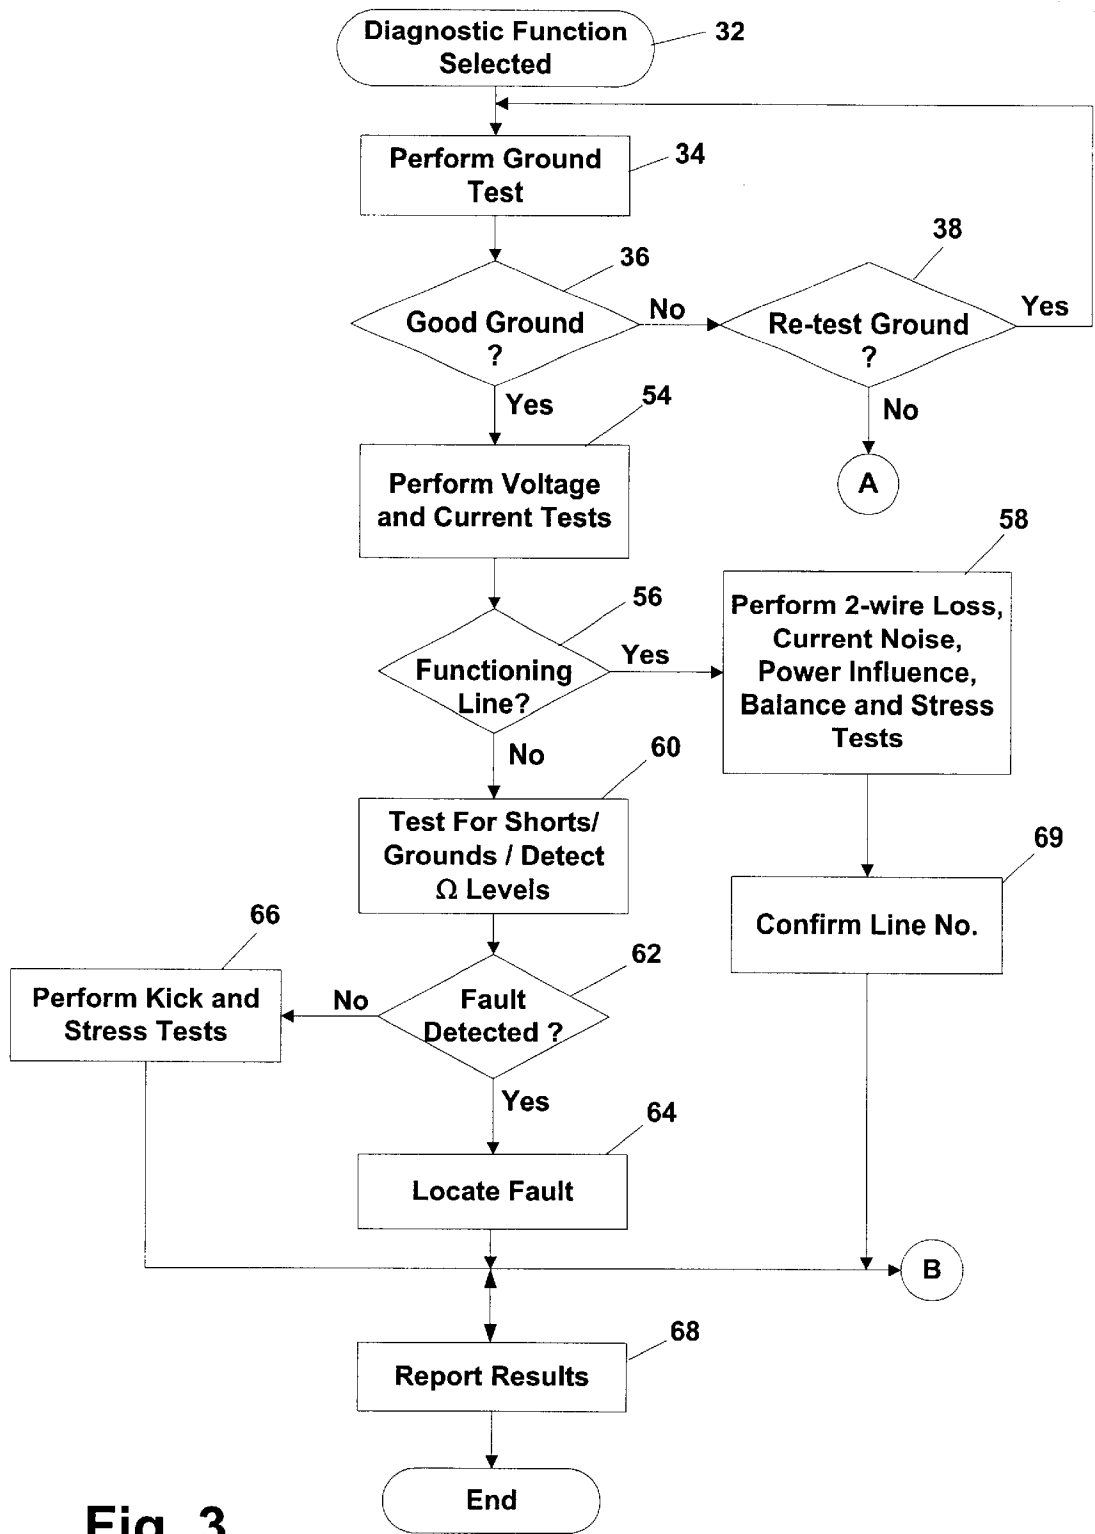 Diagnostic Function
Selected
32
Perform Ground
Test
34
36
38
Good Ground
?
No
Re-test Ground
?
Yes
Yes
54
No
A
Perform Voltage
and Current Tests
58
56
Perform 2-wire Loss,
Current Noise,
Power Influence,
Balance and Stress
Tests
Functioning
Line?
Yes
No
60
Test For Shorts/
Grounds / Detect
Ω Levels
69
Confirm Line No.
66
62
Perform Kick and
Stress Tests
No
Fault
Detected ?
Yes
64
Locate Fault
B
68
Report Results
End
Fig. 3